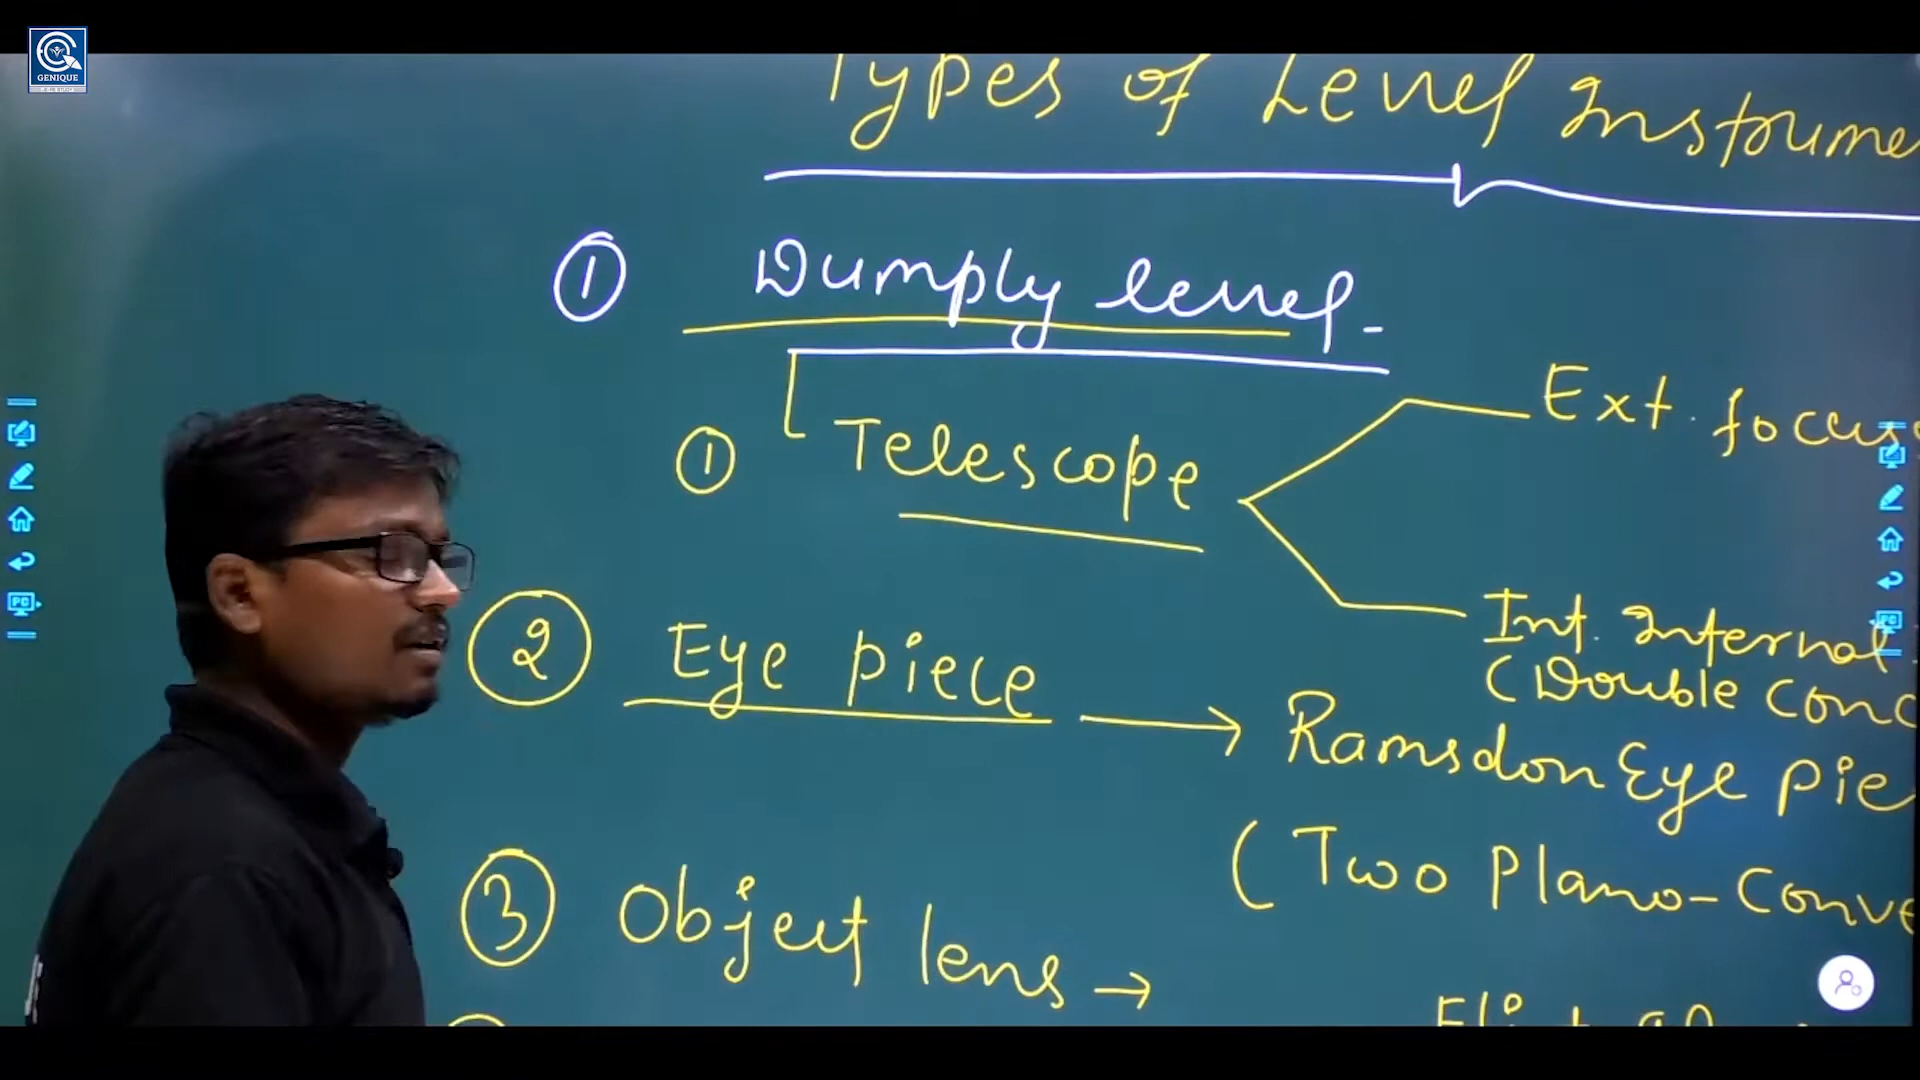 GENIQUE
Types of Level Instrume
① Dumply level -
① Telescope
Ext. focus
Int. Internal
(Double Conc
② Eye piece → Ramsdon Eye Pie
(Two Plano-Conve
③ Object lens →